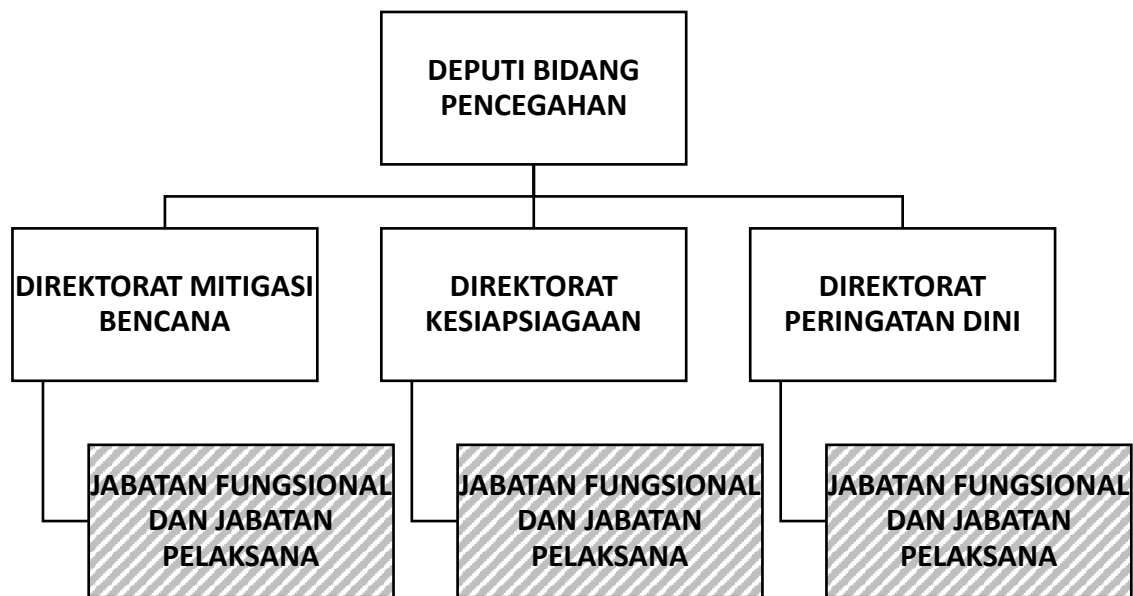 DEPUTI BIDANG
PENCEGAHAN
DIREKTORAT MITIGASI
BENCANA
DIREKTORAT
KESIAPSIAGAAN
DIREKTORAT
PERINGATAN DINI
JABATAN FUNGSIONAL
DAN JABATAN
PELAKSANA
JABATAN FUNGSIONAL
DAN JABATAN
PELAKSANA
JABATAN FUNGSIONAL
DAN JABATAN
PELAKSANA